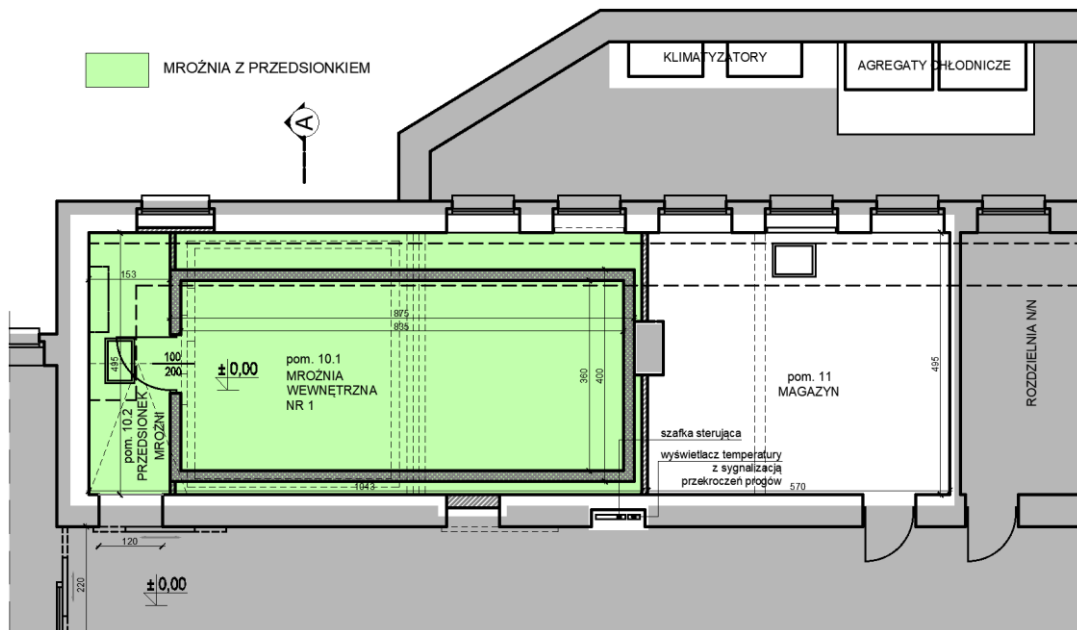 MROŹNIA Z PRZEDSIONKIEM
KLIMATYZATORY
AGREGATY CHŁODNICZE
A
153
875
835
495
100
200
± 0,00
pom. 10.1
MROŹNIA
WEWNĘTRZNA
NR 1
360
400
pom. 10.2
PRZEDSIONEK
MROŹNI
pom. 11
MAGAZYN
495
ROZDZIELNIA N/N
szafka sterująca
wyświetlacz temperatury
z sygnalizacją
przekroczeń progów
1043
570
120
220
± 0,00